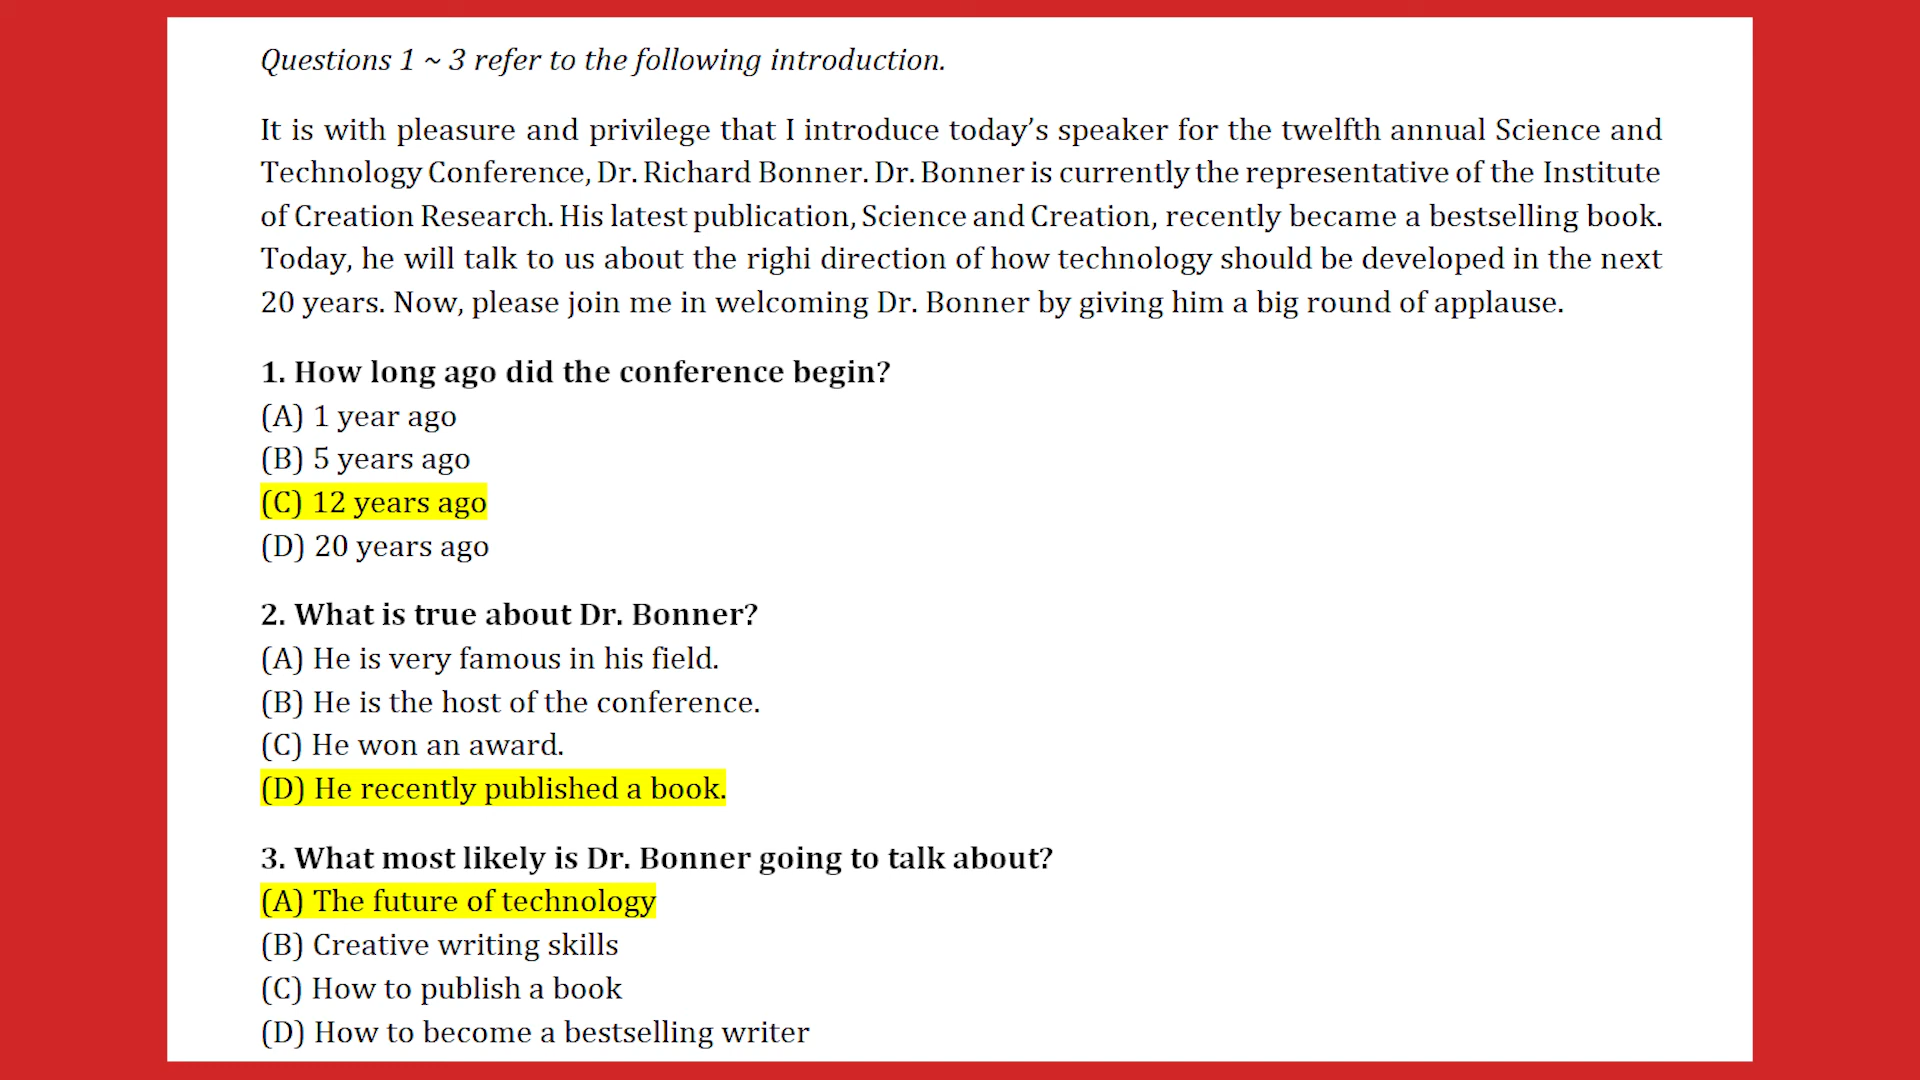 Questions 1 ~ 3 refer to the following introduction.
It is with pleasure and privilege that I introduce today’s speaker for the twelfth annual Science and
Technology Conference, Dr. Richard Bonner. Dr. Bonner is currently the representative of the Institute
of Creation Research. His latest publication, Science and Creation, recently became a bestselling book.
Today, he will talk to us about the righi direction of how technology should be developed in the next
20 years. Now, please join me in welcoming Dr. Bonner by giving him a big round of applause.
1. How long ago did the conference begin?
(A) 1 year ago
(B) 5 years ago
(C) 12 years ago
(D) 20 years ago
2. What is true about Dr. Bonner?
(A) He is very famous in his field.
(B) He is the host of the conference.
(C) He won an award.
(D) He recently published a book.
3. What most likely is Dr. Bonner going to talk about?
(A) The future of technology
(B) Creative writing skills
(C) How to publish a book
(D) How to become a bestselling writer